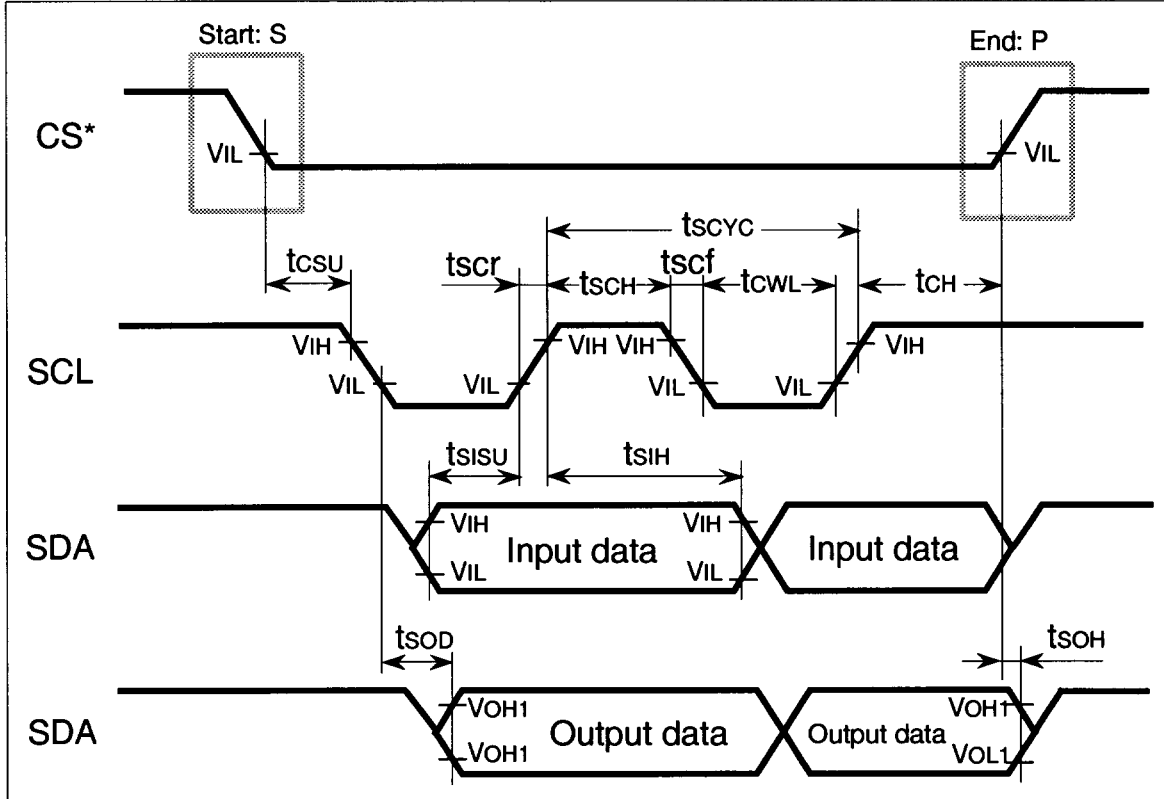 Start: S
End: P
CS*
VIL
VIL
tSCYC
tCSU
tSCr
tSCH
tSCf
tCWL
tCH
SCL
VIH
VIH
VIH
VIH
VIL
VIL
VIL
VIL
tSISU
tSIH
SDA
VIH
VIH
Input data
Input data
VIL
VIL
tSOD
tSOH
SDA
VOH1
VOH1
Output data
Output data
VOH1
VOL1